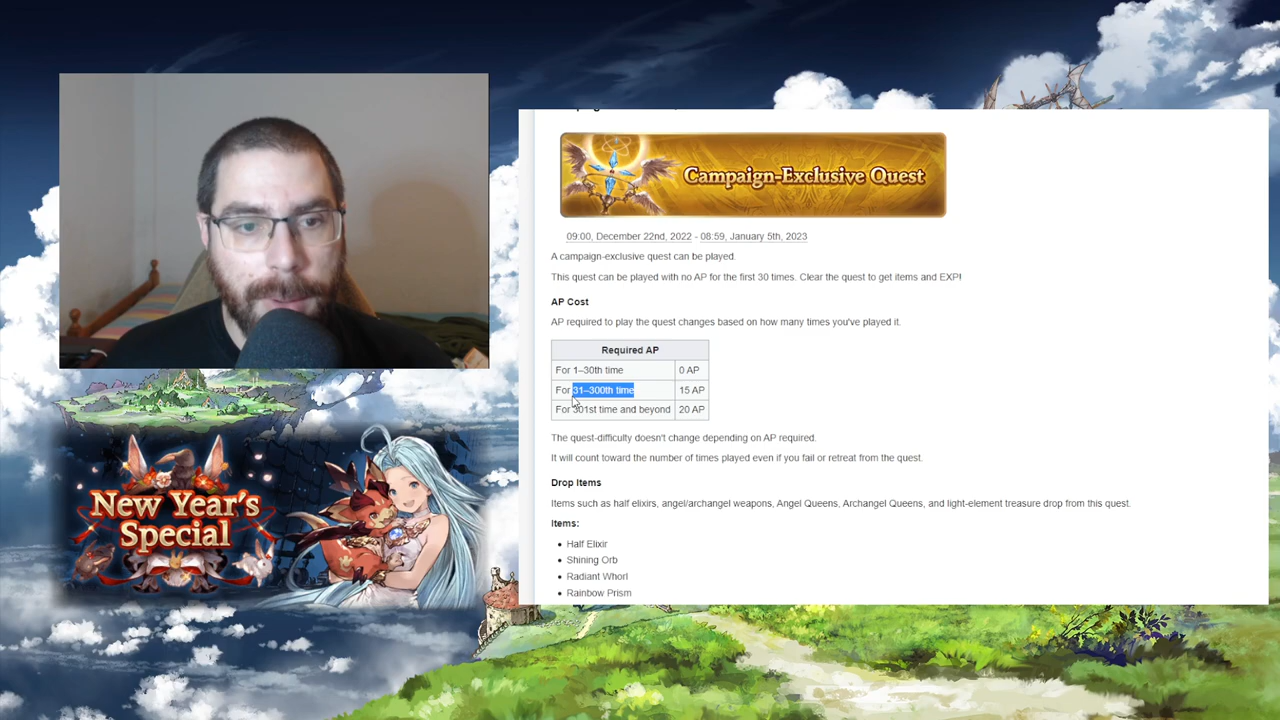 Campaign-Exclusive Quest
09:00, December 22nd, 2022 - 08:59, January 5th, 2023
A campaign-exclusive quest can be played.
This quest can be played with no AP for the first 30 times. Clear the quest to get items and EXP!
AP Cost
AP required to play the quest changes based on how many times you've played it.
Required AP
For 1–30th time 0 AP
For 31–300th time 15 AP
For 301st time and beyond 20 AP
The quest-difficulty doesn't change depending on AP required.
It will count toward the number of times played even if you fail or retreat from the quest.
Drop Items
Items such as half elixirs, angel/archangel weapons, Angel Queens, Archangel Queens, and light-element treasure drop from this quest.
Items:
• Half Elixir
• Shining Orb
• Radiant Whorl
• Rainbow Prism
New Year's
Special